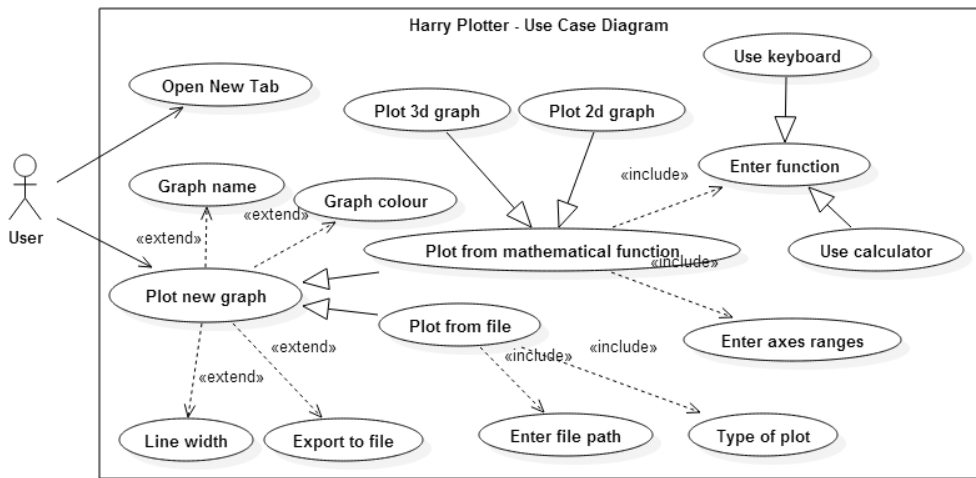 Harry Plotter - Use Case Diagram
Use keyboard
Open New Tab
Plot 3d graph
Plot 2d graph
«include»
Enter function
Graph name
Graph colour
«extend»
«extend»
User
Plot from mathematical function
Use calculator
«include»
Plot new graph
Plot from file
Enter axes ranges
«extend»
«include»
«include»
«extend»
Line width
Export to file
Enter file path
Type of plot